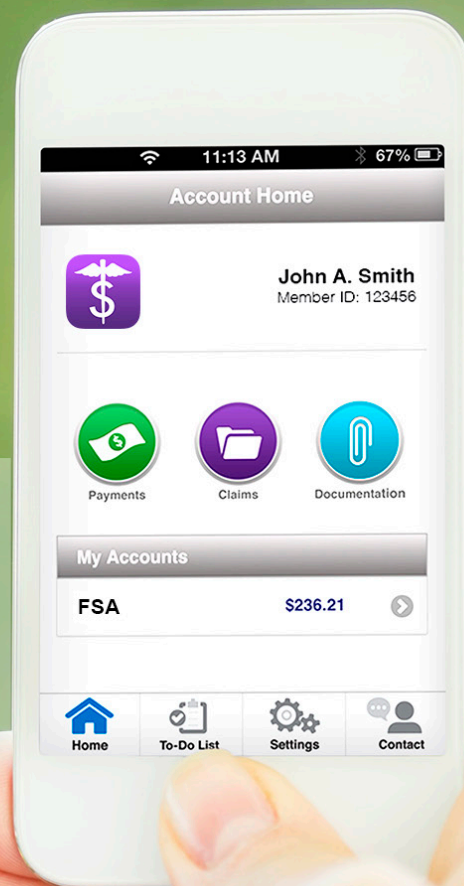 11:13 AM 67%
Account Home
$
John A. Smith
Member ID: 123456
$
Payments Claims Documentation
My Accounts
FSA $236.21
Home To-Do List Settings Contact